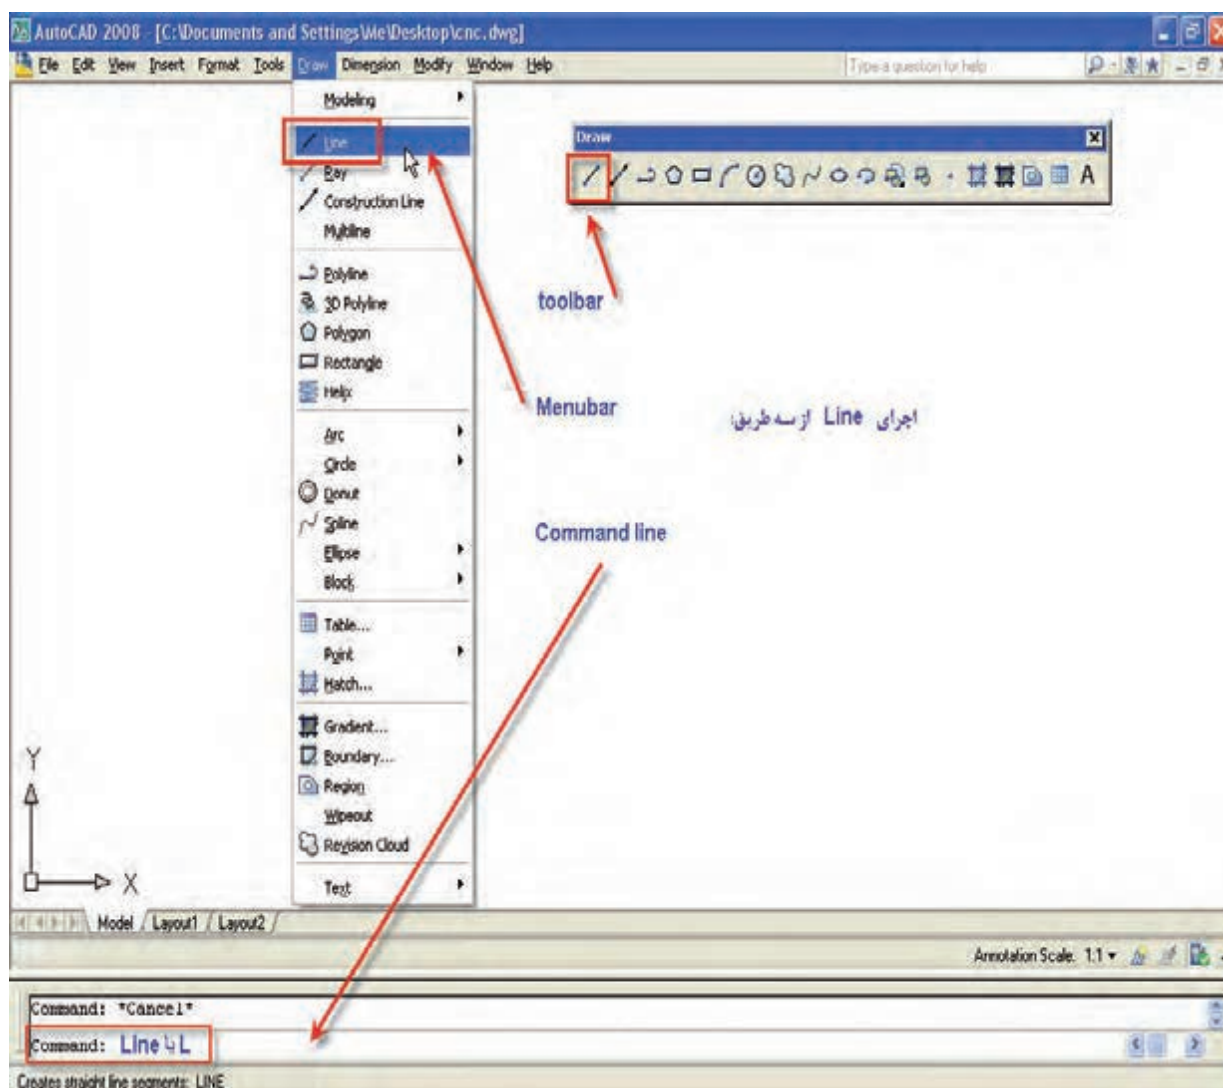 AutoCAD 2008 - [C:\Documents and Settings\Me\Desktop\cnc.dwg]
File Edit View Insert Format Tools Draw Dimension Modify Window Help
Type a question for help
Modeling
Line
Ray
Construction Line
Multiline
Polyline
3D Polyline
Polygon
Rectangle
Helix
Arc
Circle
Donut
Spline
Ellipse
Block
Table...
Point
Hatch...
Gradient...
Boundary...
Region
Wipeout
Revision Cloud
Text
Draw
A
toolbar
Menubar
اجرای Line از سه طریق:
Command line
Y
X
Model / Layout1 / Layout2 /
Annotation Scale: 1:1
Command: *Cancel*
Command: Line یا L
Creates straight line segments: LINE